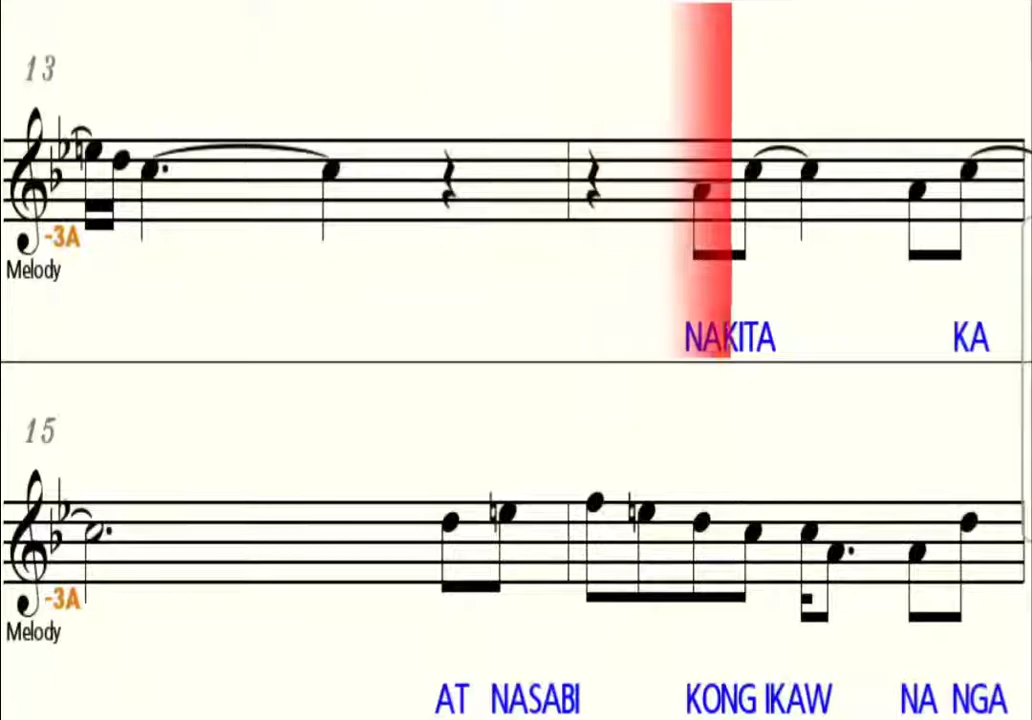 13
-3A
Melody
NAKITA KA
15
-3A
Melody
AT NASABI KONG IKAW NA NGA